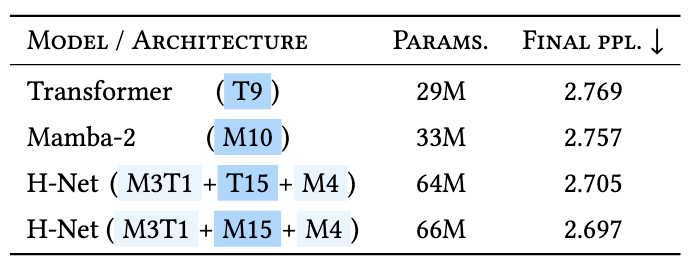 MODEL / ARCHITECTURE PARAMS. FINAL PPL. ↓
Transformer ( T9 ) 29M 2.769
Mamba-2 ( M10 ) 33M 2.757
H-Net ( M3T1 + T15 + M4 ) 64M 2.705
H-Net ( M3T1 + M15 + M4 ) 66M 2.697